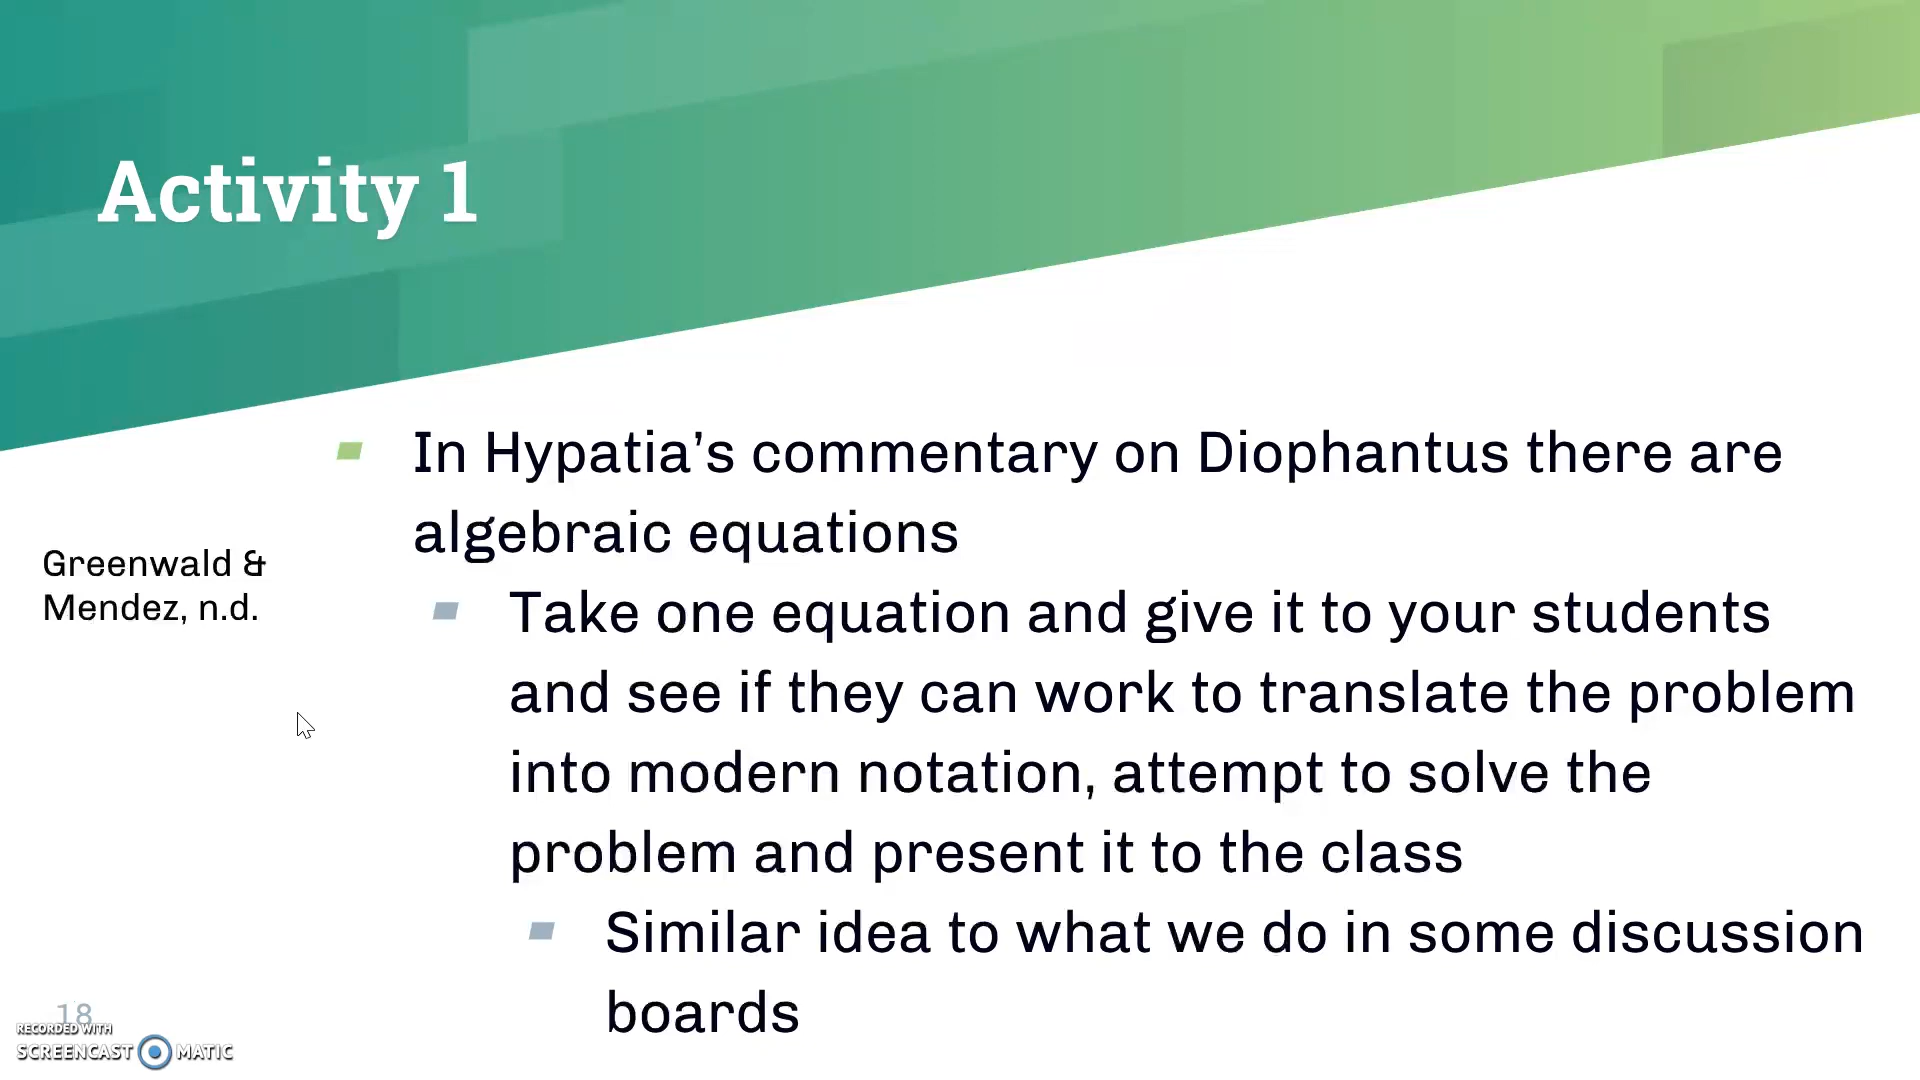 Activity 1
In Hypatia’s commentary on Diophantus there are
algebraic equations
Greenwald &
Mendez, n.d.
Take one equation and give it to your students
and see if they can work to translate the problem
into modern notation, attempt to solve the
problem and present it to the class
Similar idea to what we do in some discussion
boards
18
RECORDED WITH
SCREENCAST MATIC